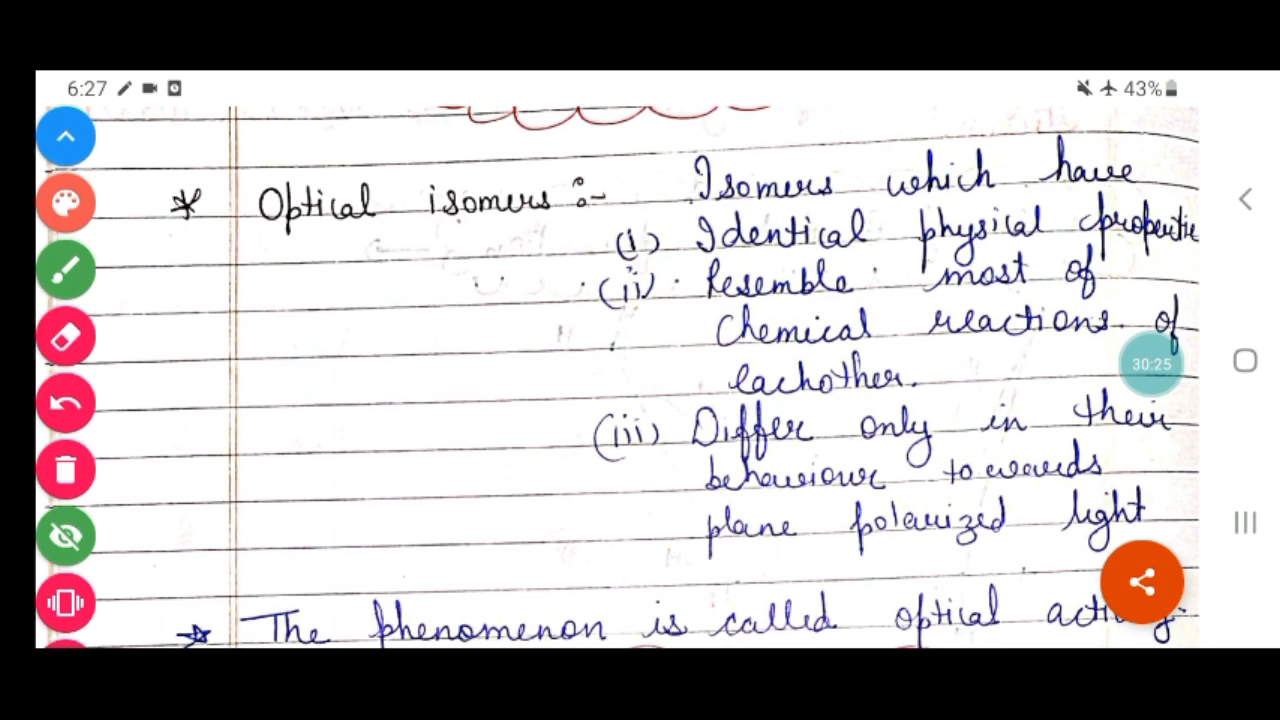 6:27
43%
* Optical isomers :- Isomers which have
(i) Identical physical propertie
(ii) Resemble most of
Chemical reactions of
30:25
eachother.
(iii) Differ only in their
behaviour towards
plane polarized light
The phenomenon is called optical